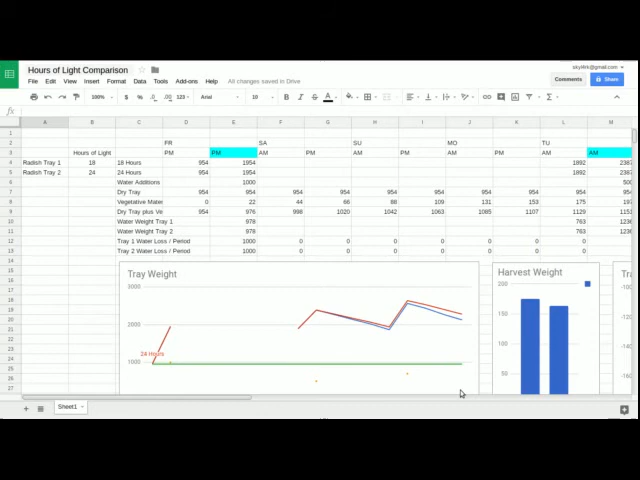 Hours of Light Comparison
skyl4rk@gmail.com
File Edit View Insert Format Data Tools Add-ons Help All changes saved in Drive
Comments Share
100% $ % .0 .00 123 Arial 10 B I S A
fx
A B C D E F G H I J K L M
1
2 FR SA SU MO TU
3 Hours of Light PM PM AM PM AM PM AM PM AM AM
4 Radish Tray 1 18 18 Hours 954 1954 1892 2387
5 Radish Tray 2 24 24 Hours 954 1954 1892 2387
6 Water Additions 1000 500
7 Dry Tray 954 954 954 954 954 954 954 954 954 954
8 Vegetative Mater 0 22 44 66 88 109 131 153 175 197
9 Dry Tray plus Ve 954 976 998 1020 1042 1063 1085 1107 1129 1151
10 Water Weight Tray 1 978 763 1236
11 Water Weight Tray 2 978 763 1236
12 Tray 1 Water Loss / Period 1000 0 0 0 0 0 0 0
13 Tray 2 Water Loss / Period 1000 0 0 0 0 0 0 0
14
15
16
17
18
19
20
21
22
23
24
25
26
27
Tray Weight
3000
2000
1000
24 Hours
Harvest Weight
200
150
100
50
-100
-120
-140
-160
Sheet1